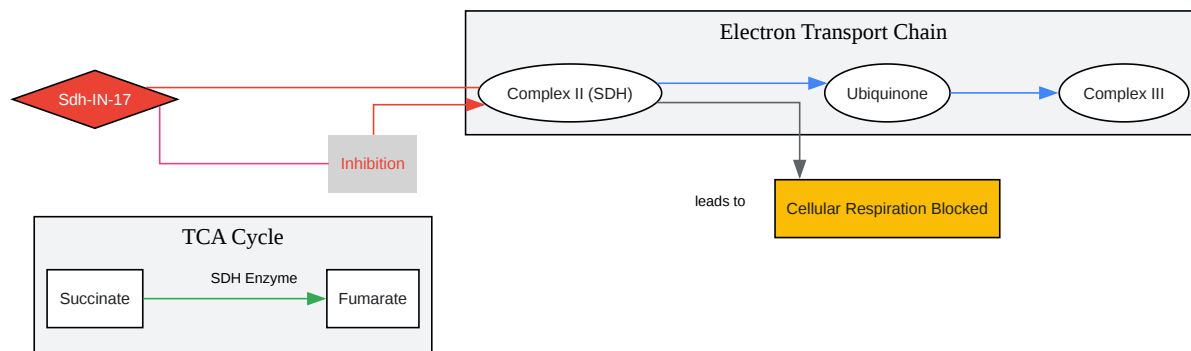 Electron Transport Chain
Sdh-IN-17
Complex II (SDH)
Ubiquinone
Complex III
Inhibition
leads to
Cellular Respiration Blocked
TCA Cycle
SDH Enzyme
Succinate
Fumarate